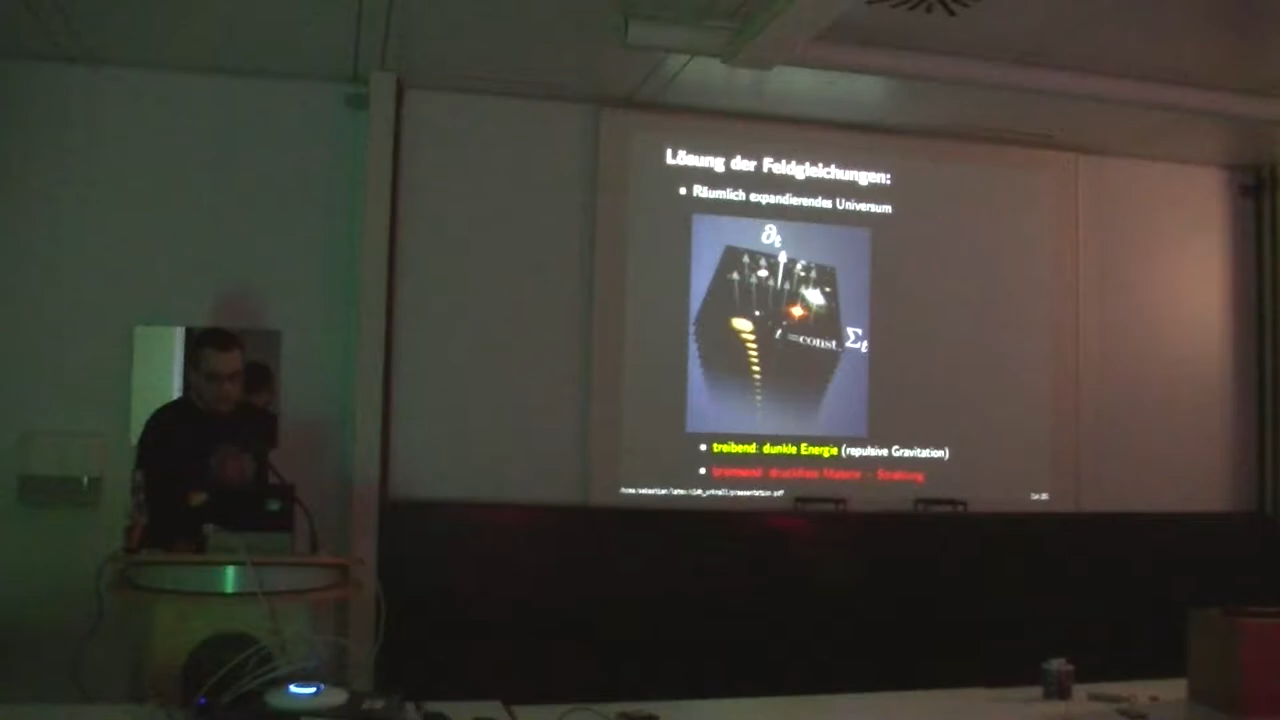 Lösung der Feldgleichungen:
Räumlich expandierendes Universum
∂t
t =const. Σt
treibend: dunkle Energie (repulsive Gravitation)